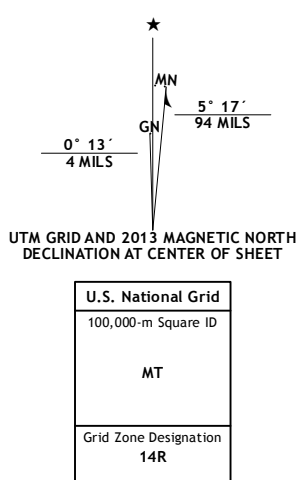 MN
5° 17´
94 MILS
GN
0° 13´
4 MILS
UTM GRID AND 2013 MAGNETIC NORTH
DECLINATION AT CENTER OF SHEET
U.S. National Grid
100,000-m Square ID
MT
Grid Zone Designation
14R